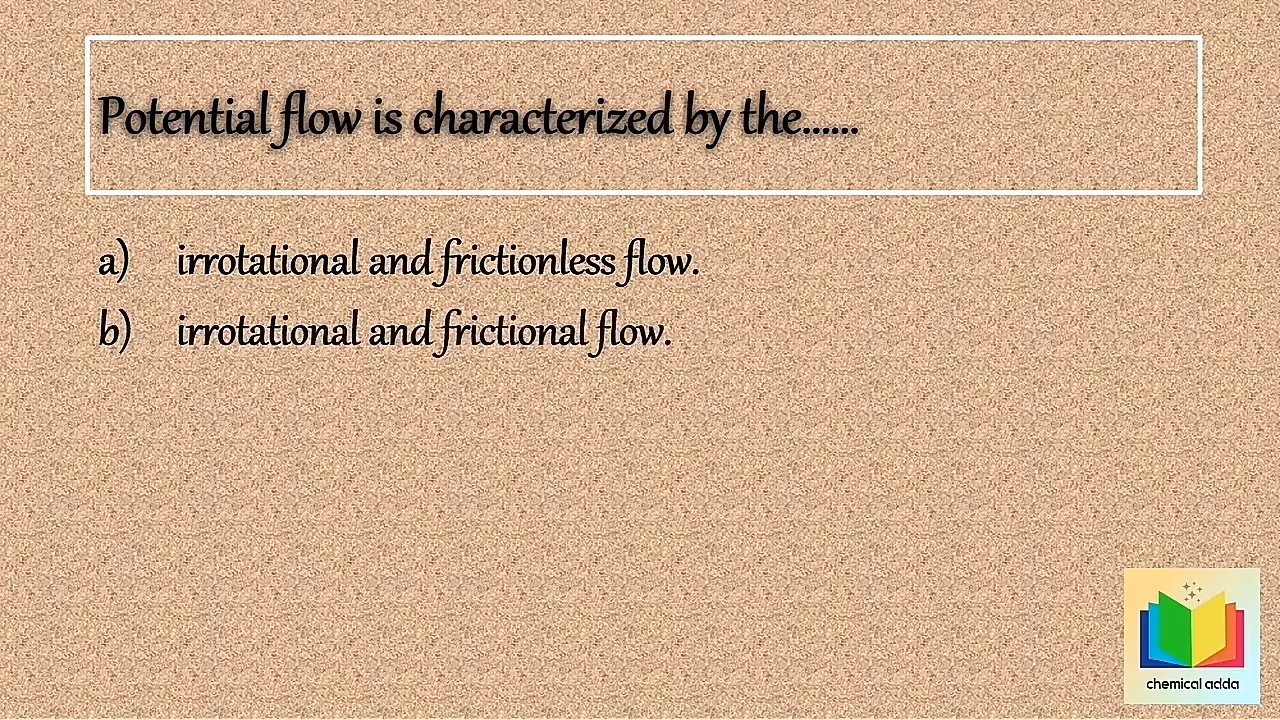 Potential flow is characterized by the......
a) irrotational and frictionless flow.
b) irrotational and frictional flow.
chemical adda